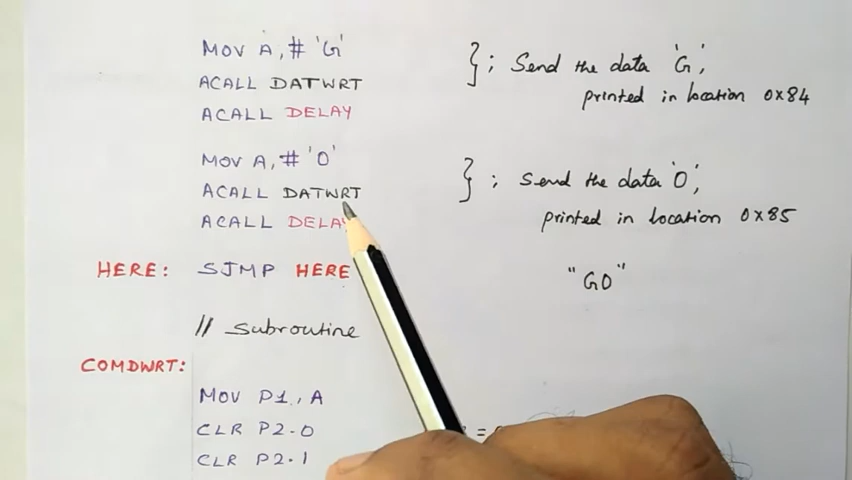 MOV A, # 'G' } ; Send the data 'G',
ACALL DATWRT printed in location 0x84
ACALL DELAY
MOV A, # 'O' } ; Send the data 'O',
ACALL DATWRT printed in location 0x85
ACALL DELAY
HERE: SJMP HERE "GO"
// Subroutine
COMDWRT:
MOV P1, A
CLR P2.0
CLR P2.1